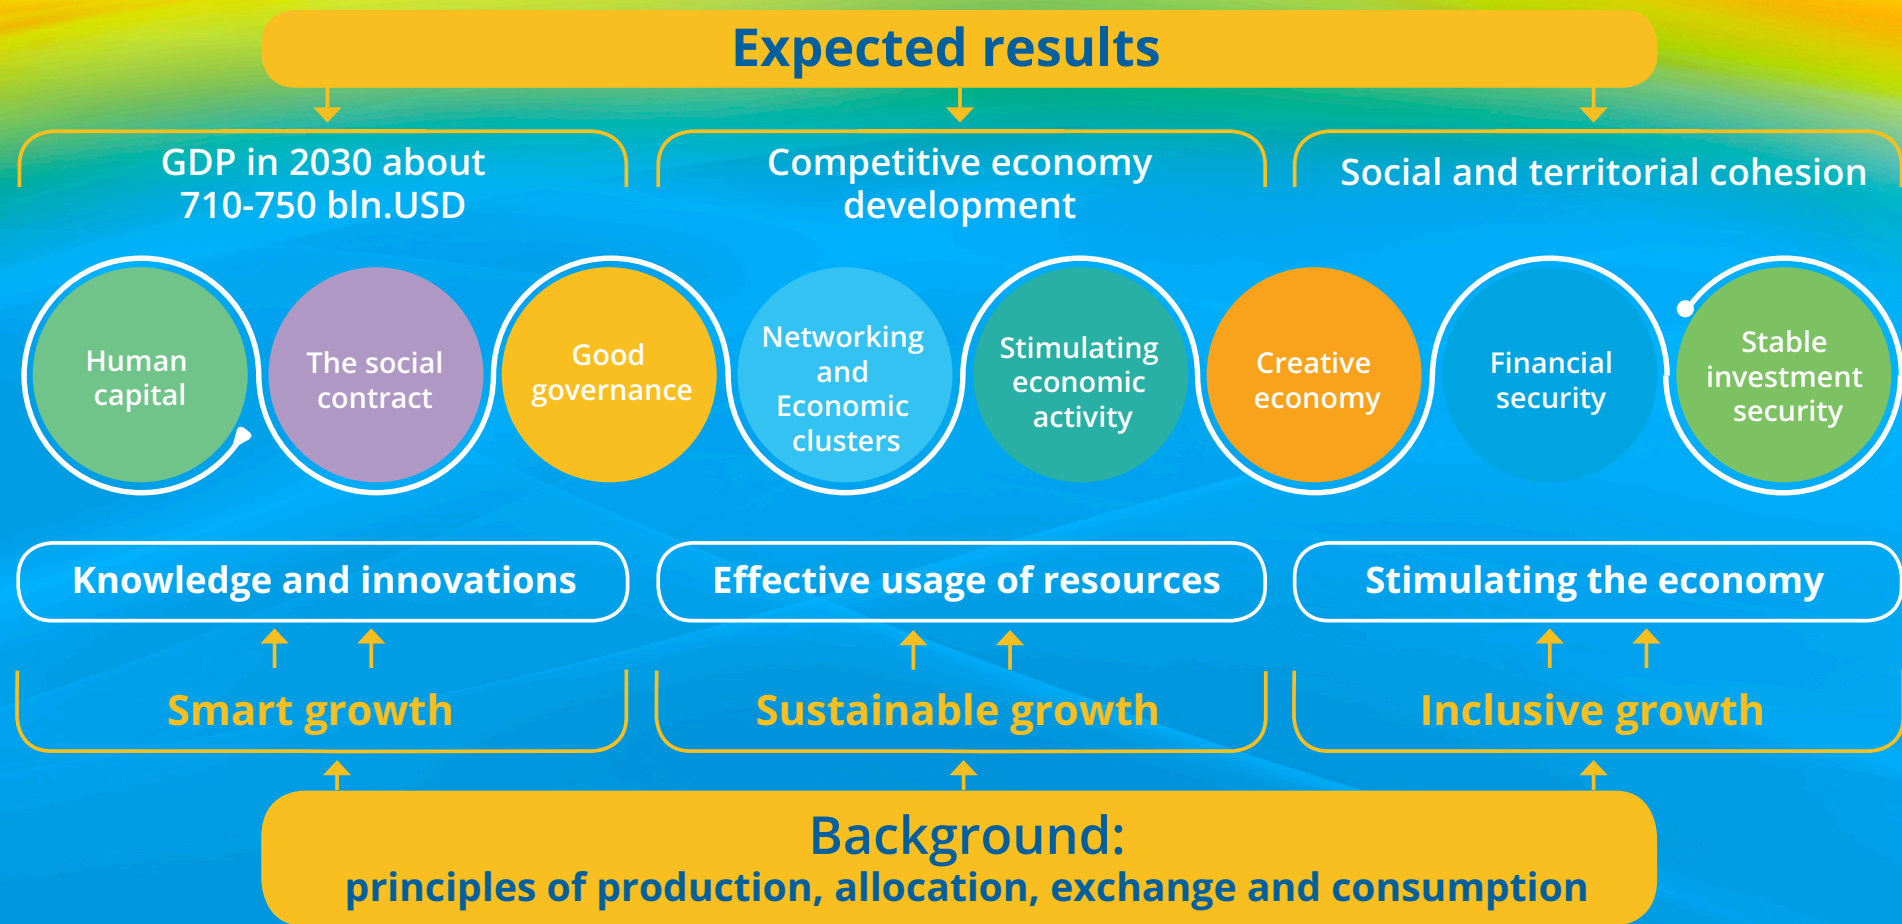 Expected results
GDP in 2030 about
710-750 bln.USD
Competitive economy
development
Social and territorial cohesion
Human
capital
The social
contract
Good
governance
Networking
and
Economic
clusters
Stimulating
economic
activity
Creative
economy
Financial
security
Stable
investment
security
Knowledge and innovations
Effective usage of resources
Stimulating the economy
Smart growth
Sustainable growth
Inclusive growth
Background:
principles of production, allocation, exchange and consumption